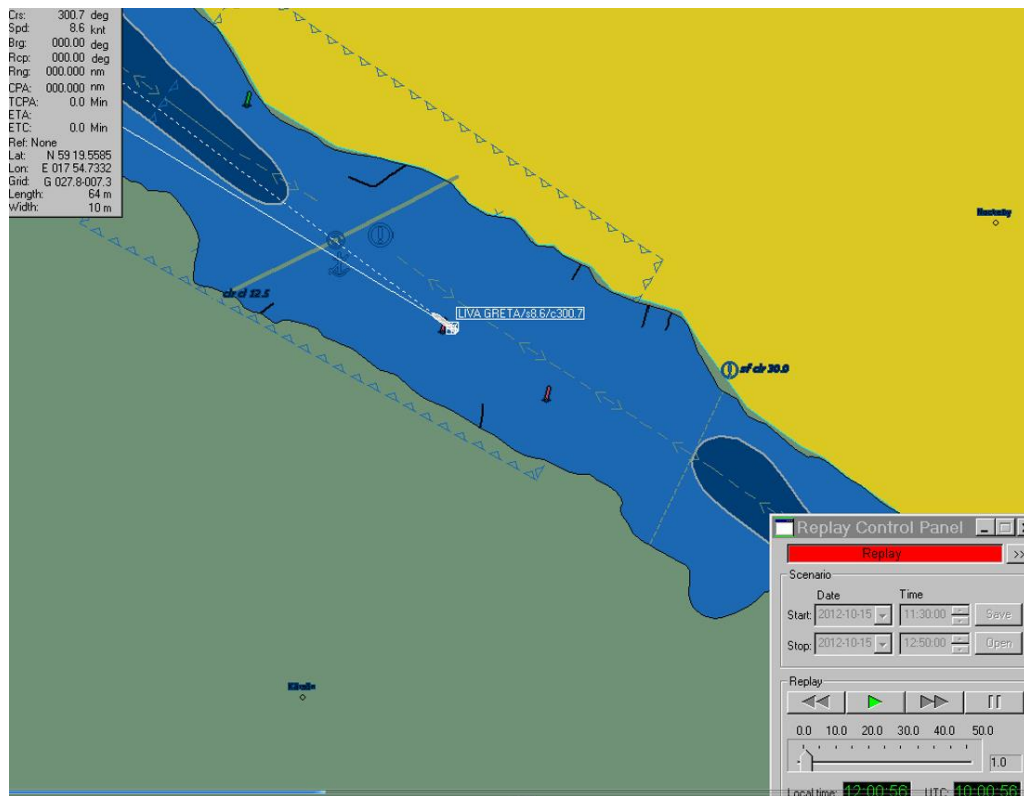 Crs: 300.7 deg
Spd: 8.6 knt
Brg: 000.00 deg
Rcp: 000.00 deg
Rng: 000.000 nm
CPA: 000.000 nm
TCPA: 0.0 Min
ETA:
ETC: 0.0 Min
Ref: None
Lat: N 59 19.5585
Lon: E 017 54.7332
Grid: G 027.8-007.3
Length: 64 m
Width: 10 m
clr cl 12.5
LIVA GRETA/s8.6/c300.7
sf clr 30.0
Replay Control Panel
Replay
>>
Scenario
Date Time
Start: 2012-10-15 11:30:00 Save
Stop: 2012-10-15 12:50:00 Open
Replay
0.0 10.0 20.0 30.0 40.0 50.0
1.0
Local time: 12:00:56 UTC: 10:00:56